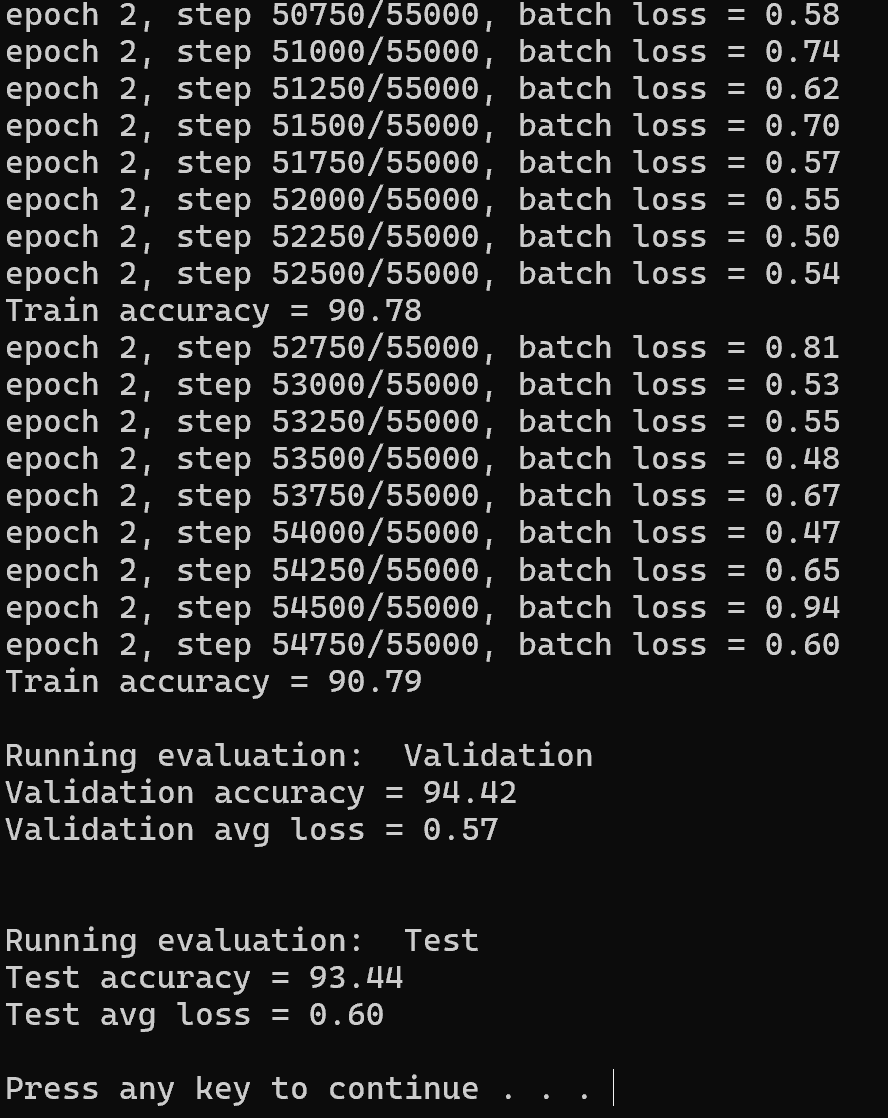 epoch 2, step 50750/55000, batch loss = 0.58
epoch 2, step 51000/55000, batch loss = 0.74
epoch 2, step 51250/55000, batch loss = 0.62
epoch 2, step 51500/55000, batch loss = 0.70
epoch 2, step 51750/55000, batch loss = 0.57
epoch 2, step 52000/55000, batch loss = 0.55
epoch 2, step 52250/55000, batch loss = 0.50
epoch 2, step 52500/55000, batch loss = 0.54
Train accuracy = 90.78
epoch 2, step 52750/55000, batch loss = 0.81
epoch 2, step 53000/55000, batch loss = 0.53
epoch 2, step 53250/55000, batch loss = 0.55
epoch 2, step 53500/55000, batch loss = 0.48
epoch 2, step 53750/55000, batch loss = 0.67
epoch 2, step 54000/55000, batch loss = 0.47
epoch 2, step 54250/55000, batch loss = 0.65
epoch 2, step 54500/55000, batch loss = 0.94
epoch 2, step 54750/55000, batch loss = 0.60
Train accuracy = 90.79
Running evaluation:  Validation
Validation accuracy = 94.42
Validation avg loss = 0.57
Running evaluation:  Test
Test accuracy = 93.44
Test avg loss = 0.60
Press any key to continue . . .